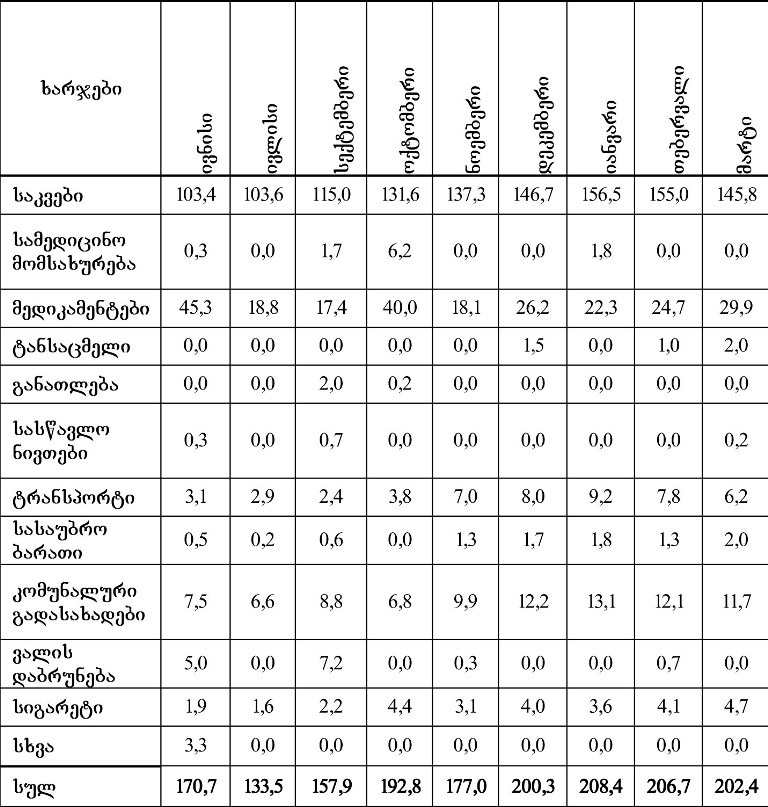 ხარჯები ივნისი ივლისი სექტემბერი ოქტომბერი ნოემბერი დეკემბერი იანვარი თებერვალი მარტი
საკვები 103,4 103,6 115,0 131,6 137,3 146,7 156,5 155,0 145,8
სამედიცინო
მომსახურება 0,3 0,0 1,7 6,2 0,0 0,0 1,8 0,0 0,0
მედიკამენტები 45,3 18,8 17,4 40,0 18,1 26,2 22,3 24,7 29,9
ტანსაცმელი 0,0 0,0 0,0 0,0 0,0 1,5 0,0 1,0 2,0
განათლება 0,0 0,0 2,0 0,2 0,0 0,0 0,0 0,0 0,0
სასწავლო
ნივთები 0,3 0,0 0,7 0,0 0,0 0,0 0,0 0,0 0,2
ტრანსპორტი 3,1 2,9 2,4 3,8 7,0 8,0 9,2 7,8 6,2
სასაუბრო
ბარათი 0,5 0,2 0,6 0,0 1,3 1,7 1,8 1,3 2,0
კომუნალური
გადასახადები 7,5 6,6 8,8 6,8 9,9 12,2 13,1 12,1 11,7
ვალის
დაბრუნება 5,0 0,0 7,2 0,0 0,3 0,0 0,0 0,7 0,0
სიგარეტი 1,9 1,6 2,2 4,4 3,1 4,0 3,6 4,1 4,7
სხვა 3,3 0,0 0,0 0,0 0,0 0,0 0,0 0,0 0,0
სულ 170,7 133,5 157,9 192,8 177,0 200,3 208,4 206,7 202,4